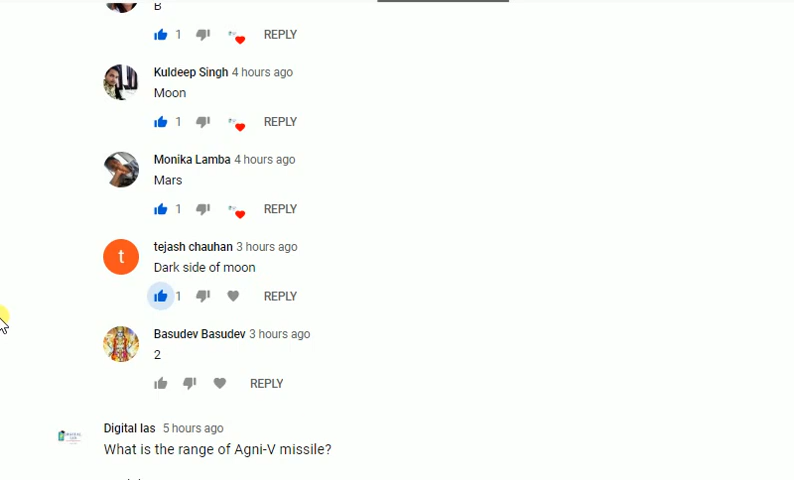 B
1 REPLY
Kuldeep Singh 4 hours ago
Moon
1 REPLY
Monika Lamba 4 hours ago
Mars
1 REPLY
tejash chauhan 3 hours ago
t
Dark side of moon
1 REPLY
Basudev Basudev 3 hours ago
2
REPLY
Digital Ias 5 hours ago
What is the range of Agni-V missile?